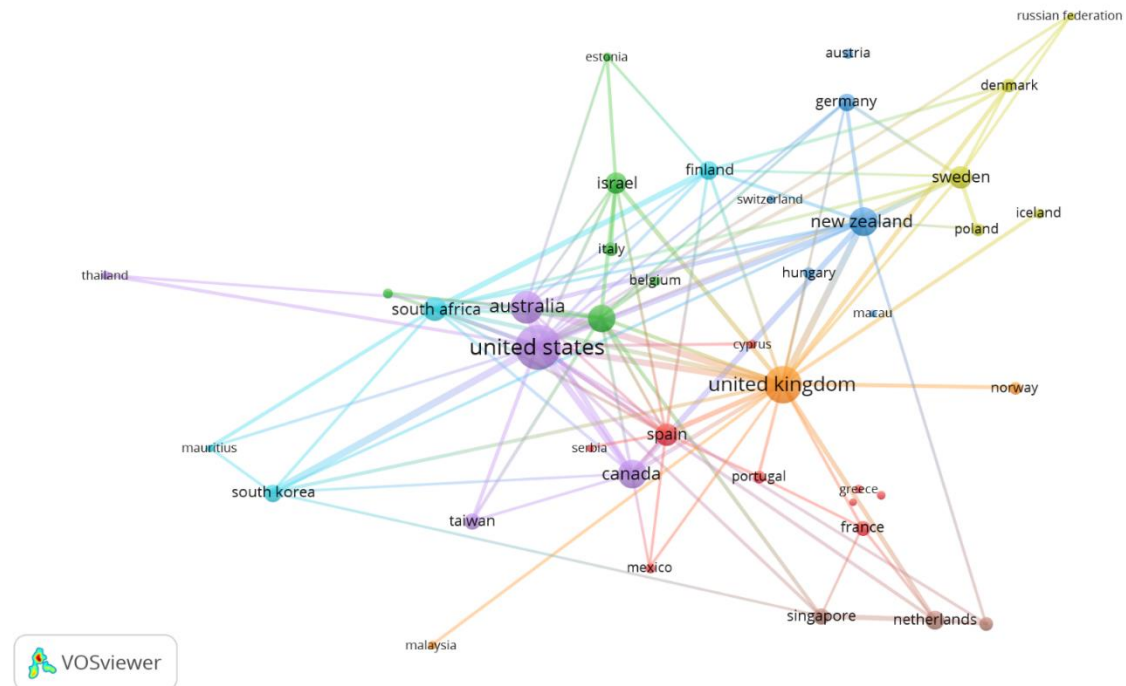 russian federation
austria
estonia
denmark
germany
finland
israel
sweden
switzerland
iceland
new zealand
poland
italy
hungary
thailand
belgium
australia
south africa
macau
united states
cyprus
united kingdom
norway
spain
serbia
mauritius
canada
portugal
south korea
greece
taiwan
france
mexico
singapore
netherlands
malaysia
VOSviewer